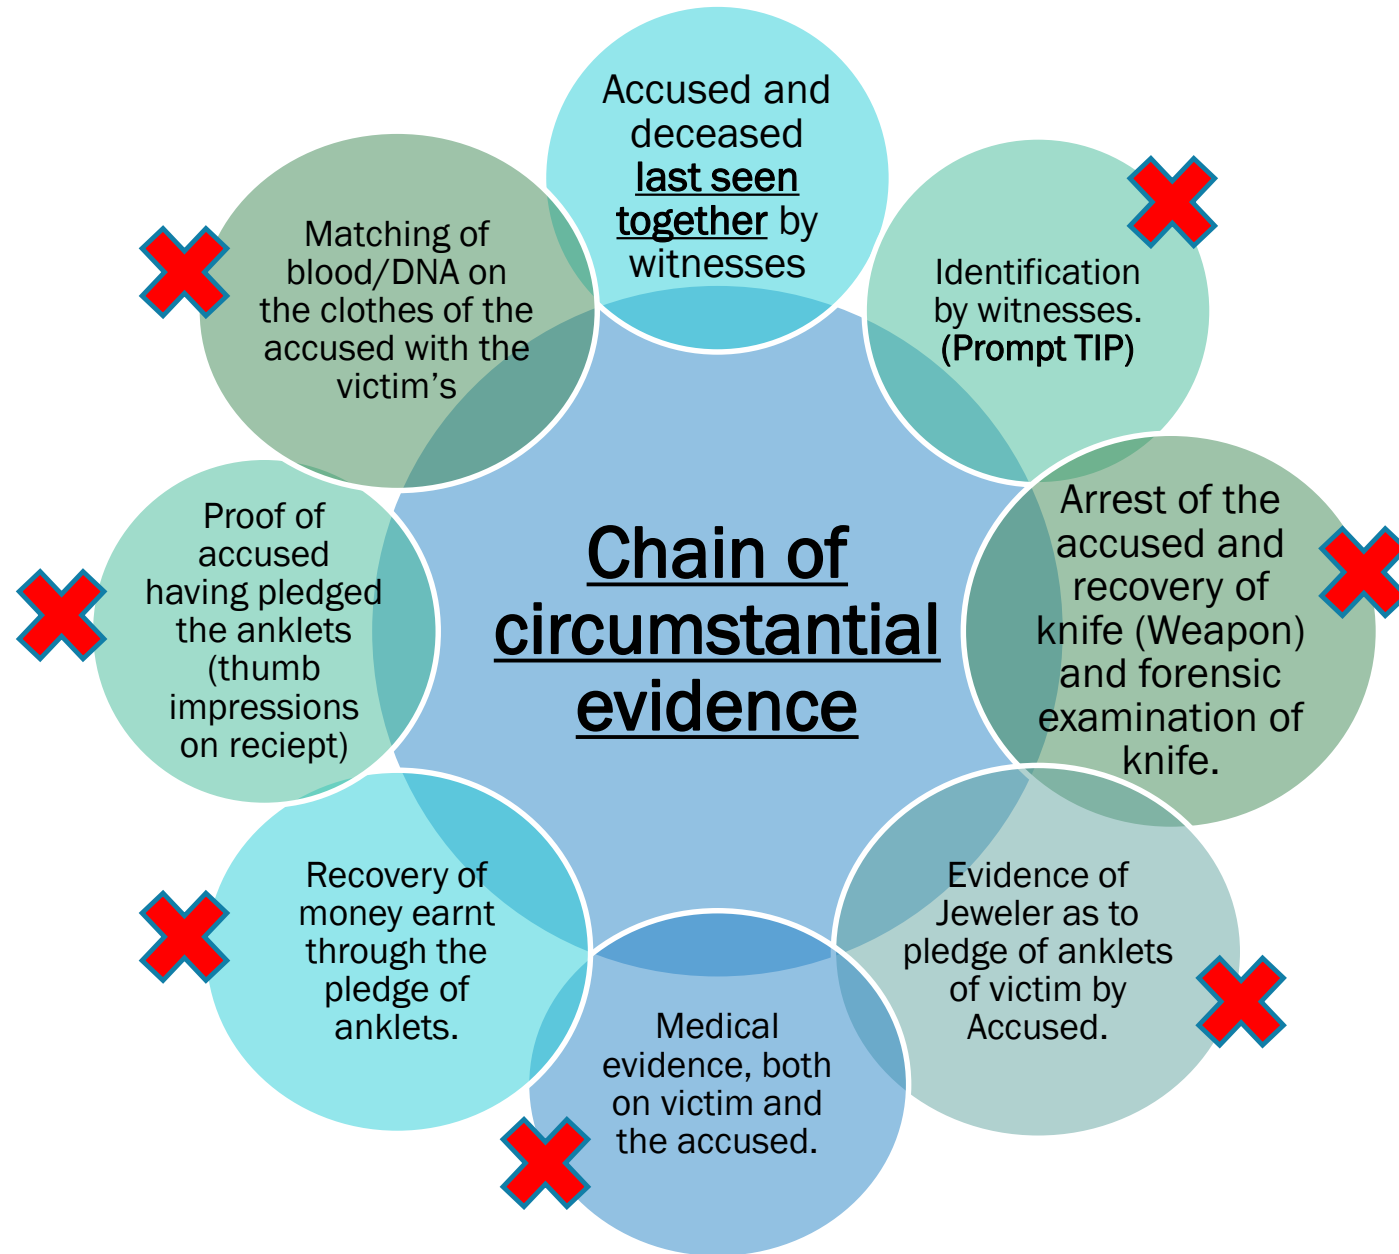 Accused and
deceased
last seen
together by
witnesses
Identification
by witnesses.
(Prompt TIP)
Arrest of the
accused and
recovery of
knife (Weapon)
and forensic
examination of
knife.
Evidence of
Jeweler as to
pledge of anklets
of victim by
Accused.
Medical
evidence, both
on victim and
the accused.
Recovery of
money earnt
through the
pledge of
anklets.
Proof of
accused
having pledged
the anklets
(thumb
impressions
on reciept)
Matching of
blood/DNA on
the clothes of the
accused with the
victim’s
Chain of
circumstantial
evidence